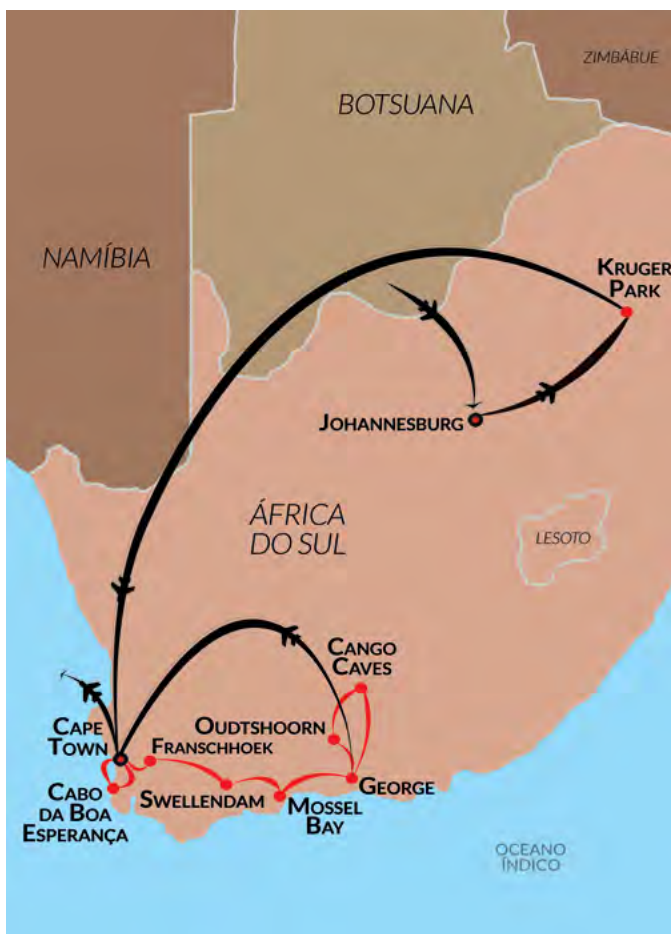 ZIMBÁBUE
BOTSUANA
NAMÍBIA
KRUGER
PARK
JOHANNESBURG
ÁFRICA
DO SUL
LESOTO
CANGO
CAVES
OUDTSHOORN
CAPE
TOWN
FRANSCHHOEK
GEORGE
CABO
DA BOA
ESPERANÇA
SWELLENDAM
MOSSEL
BAY
OCEANO
ÍNDICO